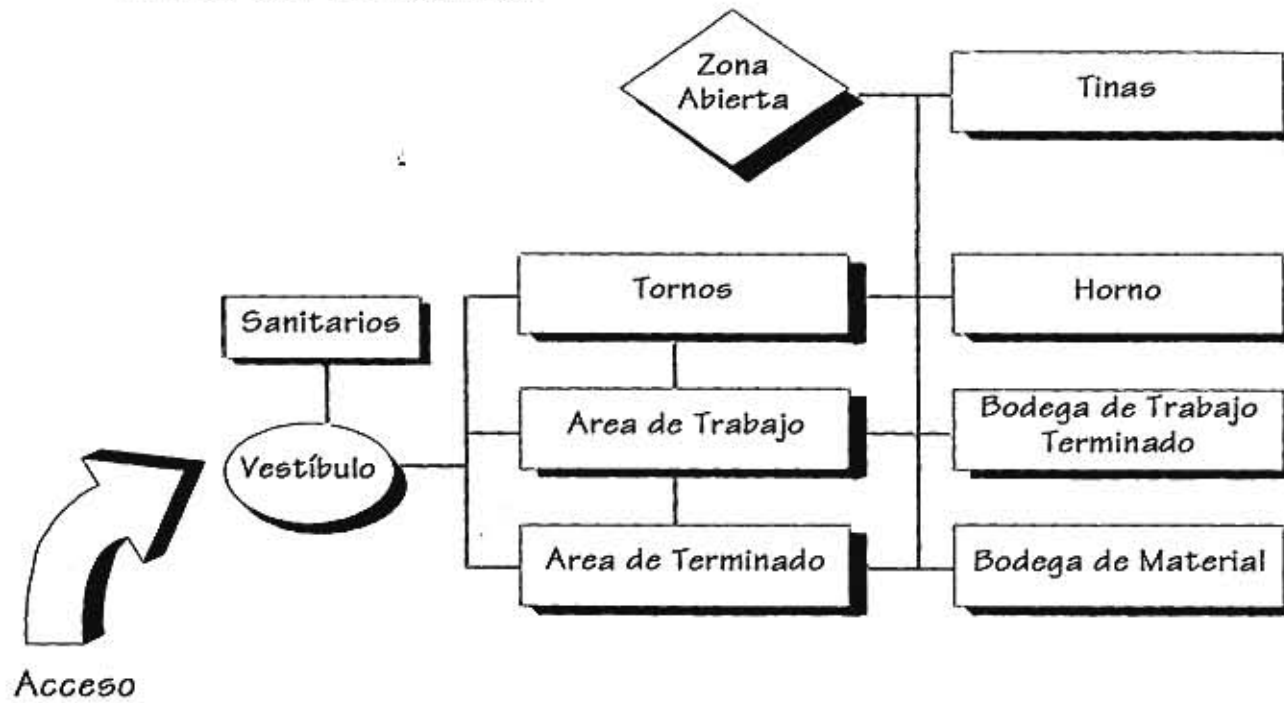 Zona
Abierta
Tinas
Tornos
Horno
Sanitarios
Area de Trabajo
Bodega de Trabajo
Terminado
Vestíbulo
Area de Terminado
Bodega de Material
Acceso